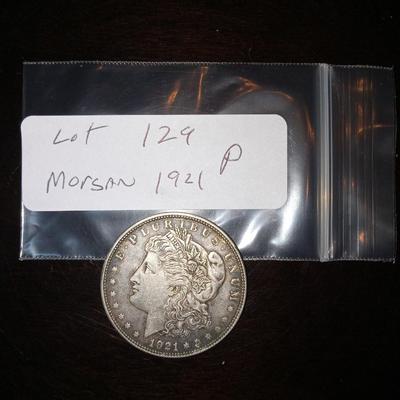 Lot 129
Morgan 1921 P
E PLURIBUS UNUM
1921